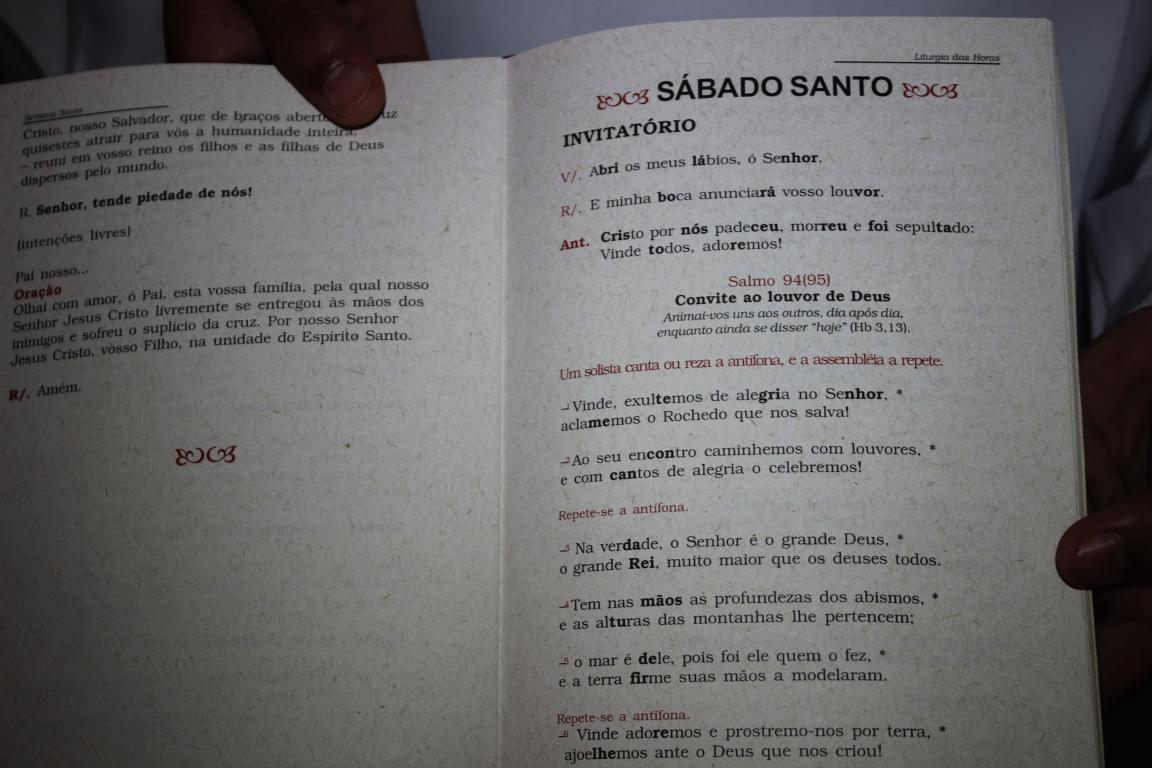 Semana Santa
Cristo, nosso Salvador, que de braços abert uz
quisestes atrair para vós a humanidade inteira,
– reuni em vosso reino os filhos e as filhas de Deus
dispersos pelo mundo.
R. Senhor, tende piedade de nós!
(intenções livres)
Pai nosso...
Oração
Olhai com amor, ó Pai, esta vossa família, pela qual nosso
Senhor Jesus Cristo livremente se entregou às mãos dos
inimigos e sofreu o suplício da cruz. Por nosso Senhor
Jesus Cristo, vosso Filho, na unidade do Espírito Santo.
R/. Amém.
Liturgia das Horas
SÁBADO SANTO
INVITATÓRIO
V/. Abri os meus lábios, ó Senhor.
R/. E minha boca anunciará vosso louvor.
Ant. Cristo por nós padeceu, morreu e foi sepultado:
Vinde todos, adoremos!
Salmo 94(95)
Convite ao louvor de Deus
Animai-vos uns aos outros, dia após dia,
enquanto ainda se disser "hoje" (Hb 3,13).
Um solista canta ou reza a antífona, e a assembléia a repete.
–1 Vinde, exultemos de alegria no Senhor, *
aclamemos o Rochedo que nos salva!
–2 Ao seu encontro caminhemos com louvores, *
e com cantos de alegria o celebremos!
Repete-se a antífona.
–3 Na verdade, o Senhor é o grande Deus, *
o grande Rei, muito maior que os deuses todos.
–4 Tem nas mãos as profundezas dos abismos, *
e as alturas das montanhas lhe pertencem;
–5 o mar é dele, pois foi ele quem o fez, *
e a terra firme suas mãos a modelaram.
Repete-se a antífona.
–6 Vinde adoremos e prostremo-nos por terra, *
ajoelhemos ante o Deus que nos criou!